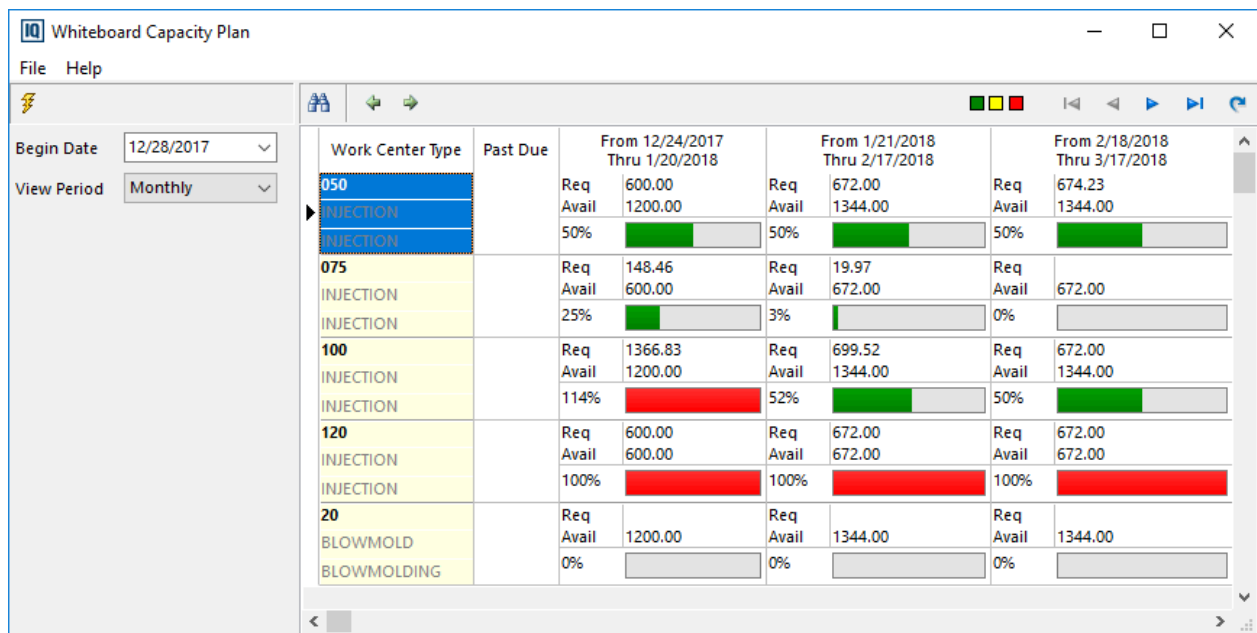 IQ Whiteboard Capacity Plan
File Help
Begin Date 12/28/2017
View Period Monthly
Work Center Type Past Due From 12/24/2017 From 1/21/2018 From 2/18/2018
Thru 1/20/2018 Thru 2/17/2018 Thru 3/17/2018
050 Req 600.00 Req 672.00 Req 674.23
INJECTION Avail 1200.00 Avail 1344.00 Avail 1344.00
INJECTION 50% 50% 50%
075 Req 148.46 Req 19.97 Req
INJECTION Avail 600.00 Avail 672.00 Avail 672.00
INJECTION 25% 3% 0%
100 Req 1366.83 Req 699.52 Req 672.00
INJECTION Avail 1200.00 Avail 1344.00 Avail 1344.00
INJECTION 114% 52% 50%
120 Req 600.00 Req 672.00 Req 672.00
INJECTION Avail 600.00 Avail 672.00 Avail 672.00
INJECTION 100% 100% 100%
20 Req Req Req
BLOWMOLD Avail 1200.00 Avail 1344.00 Avail 1344.00
BLOWMOLDING 0% 0% 0%